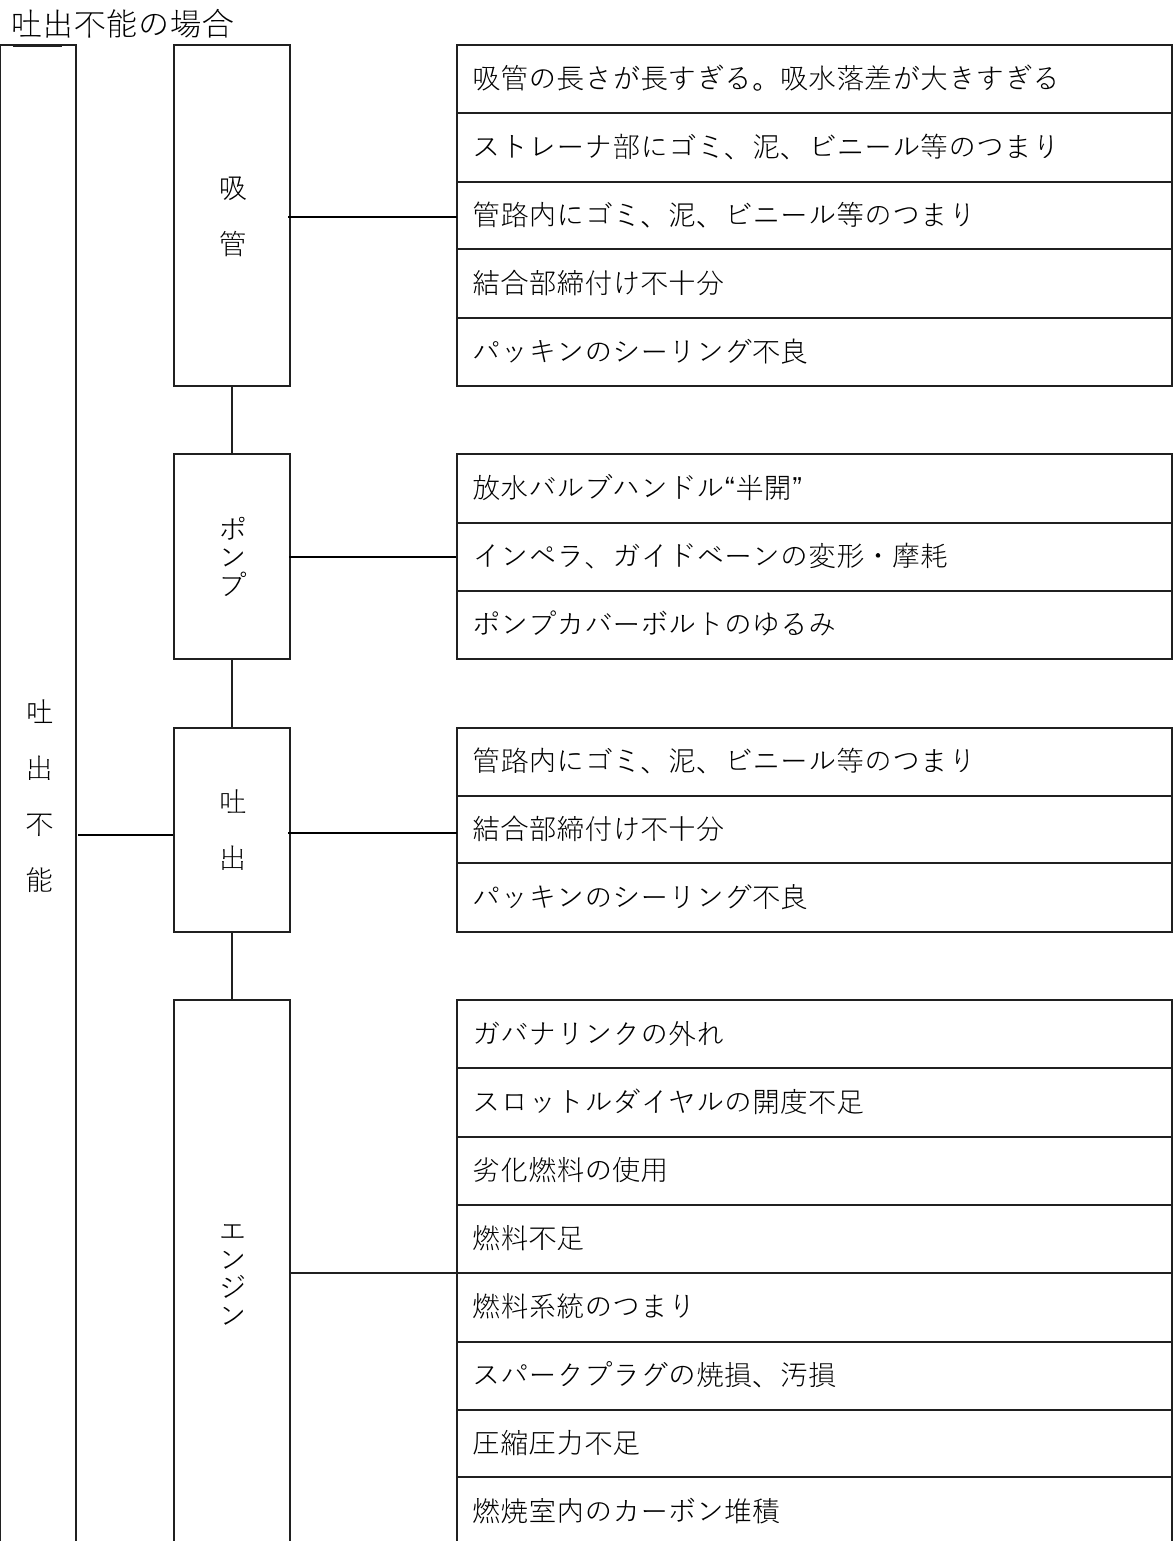 吐出不能の場合
吐出不能
吸管
吸管の長さが長すぎる。吸水落差が大きすぎる
ストレーナ部にゴミ、泥、ビニール等のつまり
管路内にゴミ、泥、ビニール等のつまり
結合部締付け不十分
パッキンのシーリング不良
ポンプ
放水バルブハンドル“半開”
インペラ、ガイドベーンの変形・摩耗
ポンプカバーボルトのゆるみ
吐出
管路内にゴミ、泥、ビニール等のつまり
結合部締付け不十分
パッキンのシーリング不良
エンジン
ガバナリンクの外れ
スロットルダイヤルの開度不足
劣化燃料の使用
燃料不足
燃料系統のつまり
スパークプラグの焼損、汚損
圧縮圧力不足
燃焼室内のカーボン堆積